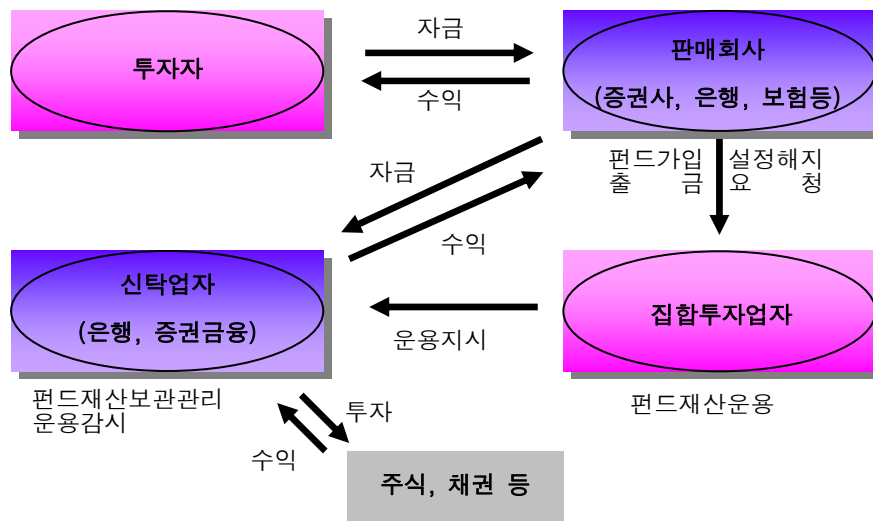 투자자
자금
수익
판매회사
(증권사, 은행, 보험등)
자금
수익
펀드가입
출 금
설정해지
요 청
신탁업자
(은행, 증권금융)
운용지시
집합투자업자
펀드재산보관관리
운용감시
펀드재산운용
투자
수익
주식, 채권 등